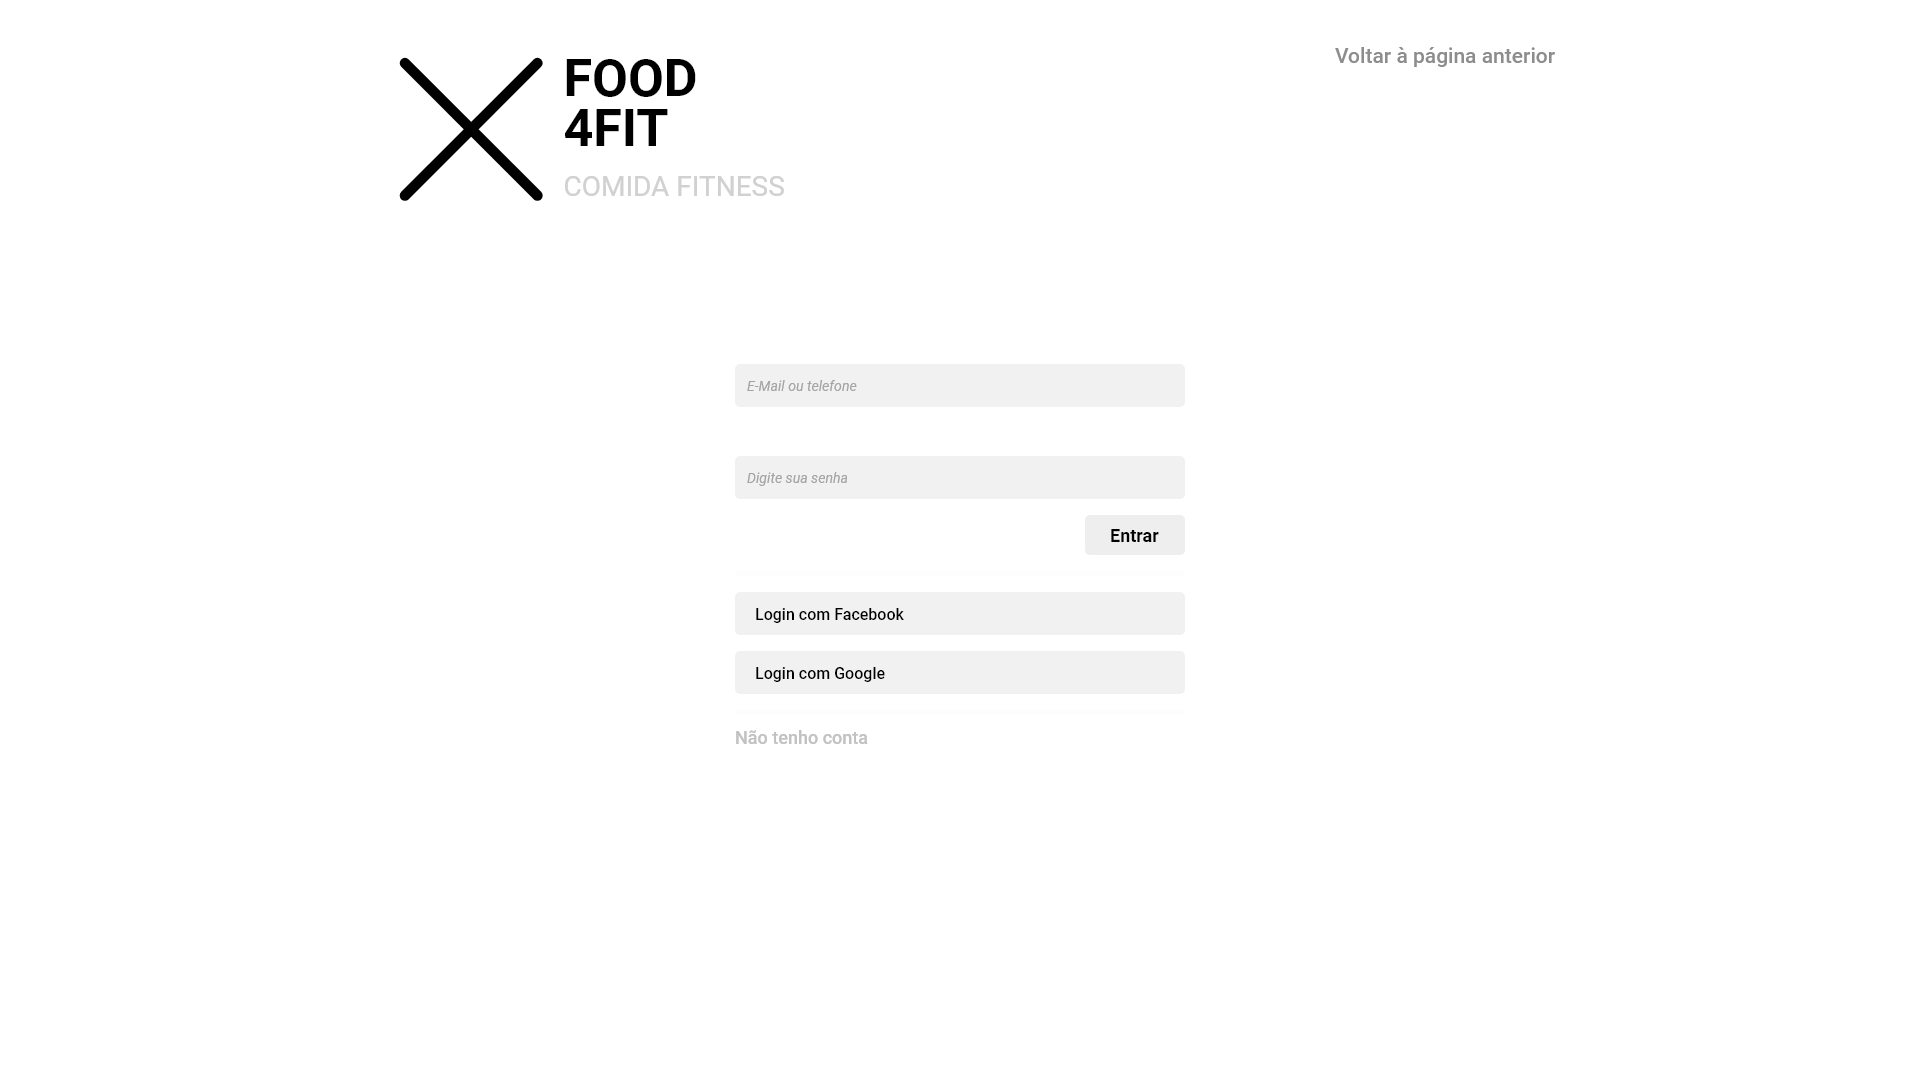 Voltar à página anterior
FOOD
4FIT
COMIDA FITNESS
E-Mail ou telefone
Digite sua senha
Entrar
Login com Facebook
Login com Google
Não tenho conta